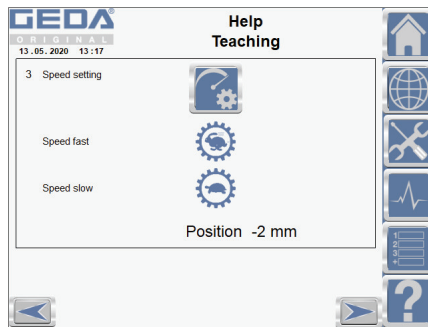 GEDA®
ORIGINAL
13.05.2020 13:17
Help
Teaching
3 Speed setting
Speed fast
Speed slow
Position -2 mm
1
2
3
+
?